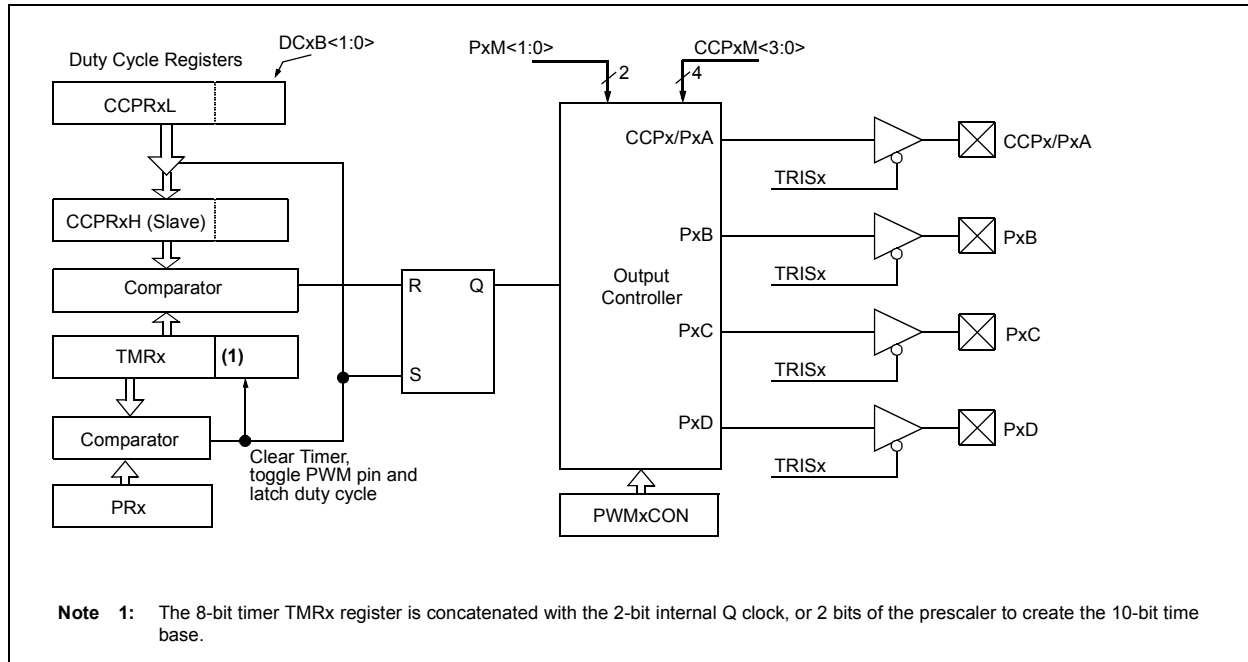 Duty Cycle Registers
DCxB<1:0>
CCPRxL
CCPRxH (Slave)
Comparator
TMRx
(1)
Comparator
PRx
Clear Timer,
toggle PWM pin and
latch duty cycle
R
Q
S
PxM<1:0>
2
CCPxM<3:0>
4
CCPx/PxA
PxB
Output
Controller
PxC
PxD
PWMxCON
TRISx
CCPx/PxA
TRISx
PxB
TRISx
PxC
TRISx
PxD
Note 1: The 8-bit timer TMRx register is concatenated with the 2-bit internal Q clock, or 2 bits of the prescaler to create the 10-bit time
base.